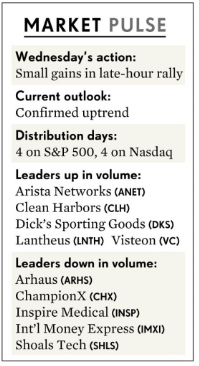 MARKET PULSE
Wednesday's action:
Small gains in late-hour rally
Current outlook:
Confirmed uptrend
Distribution days:
4 on S&P 500, 4 on Nasdaq
Leaders up in volume:
Arista Networks (ANET)
Clean Harbors (CLH)
Dick's Sporting Goods (DKS)
Lantheus (LNTH) Visteon (VC)
Leaders down in volume:
Arhaus (ARHS)
ChampionX (CHX)
Inspire Medical (INSP)
Int'l Money Express (IMXI)
Shoals Tech (SHLS)